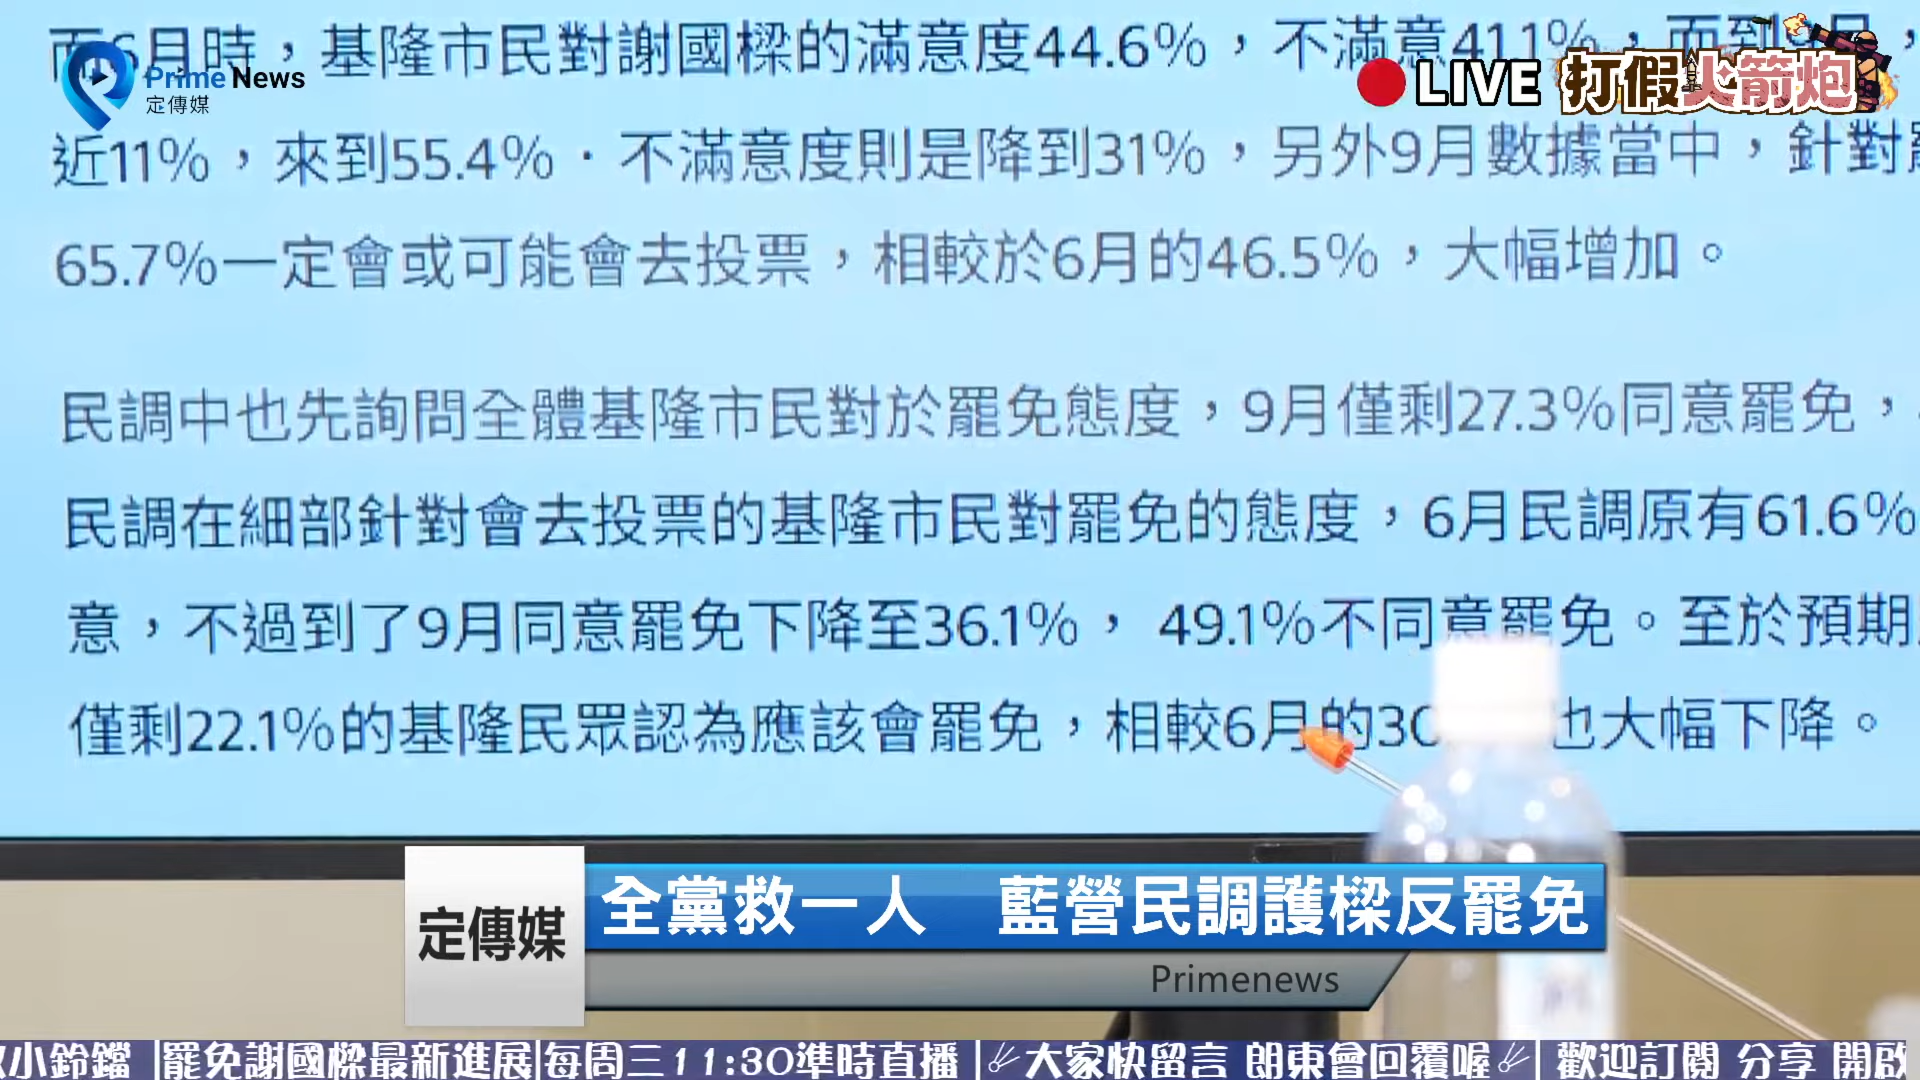 而6月時，基隆市民對謝國樑的滿意度44.6%，不滿意41.1%，而到9月，
近11%，來到55.4%．不滿意度則是降到31%，另外9月數據當中，針對罷
65.7%一定會或可能會去投票，相較於6月的46.5%，大幅增加。
民調中也先詢問全體基隆市民對於罷免態度，9月僅剩27.3%同意罷免，
民調在細部針對會去投票的基隆市民對罷免的態度，6月民調原有61.6%
意，不過到了9月同意罷免下降至36.1%， 49.1%不同意罷免。至於預期
僅剩22.1%的基隆民眾認為應該會罷免，相較6月的30 也大幅下降。
Prime News
定傳媒
LIVE 打假火箭炮
定傳媒
全黨救一人 藍營民調護樑反罷免
Primenews
小鈴鐺 |罷免謝國樑最新進展|每周三11:30準時直播 |☄大家快留言 朗東會回覆喔☄| 歡迎訂閱 分享 開啟